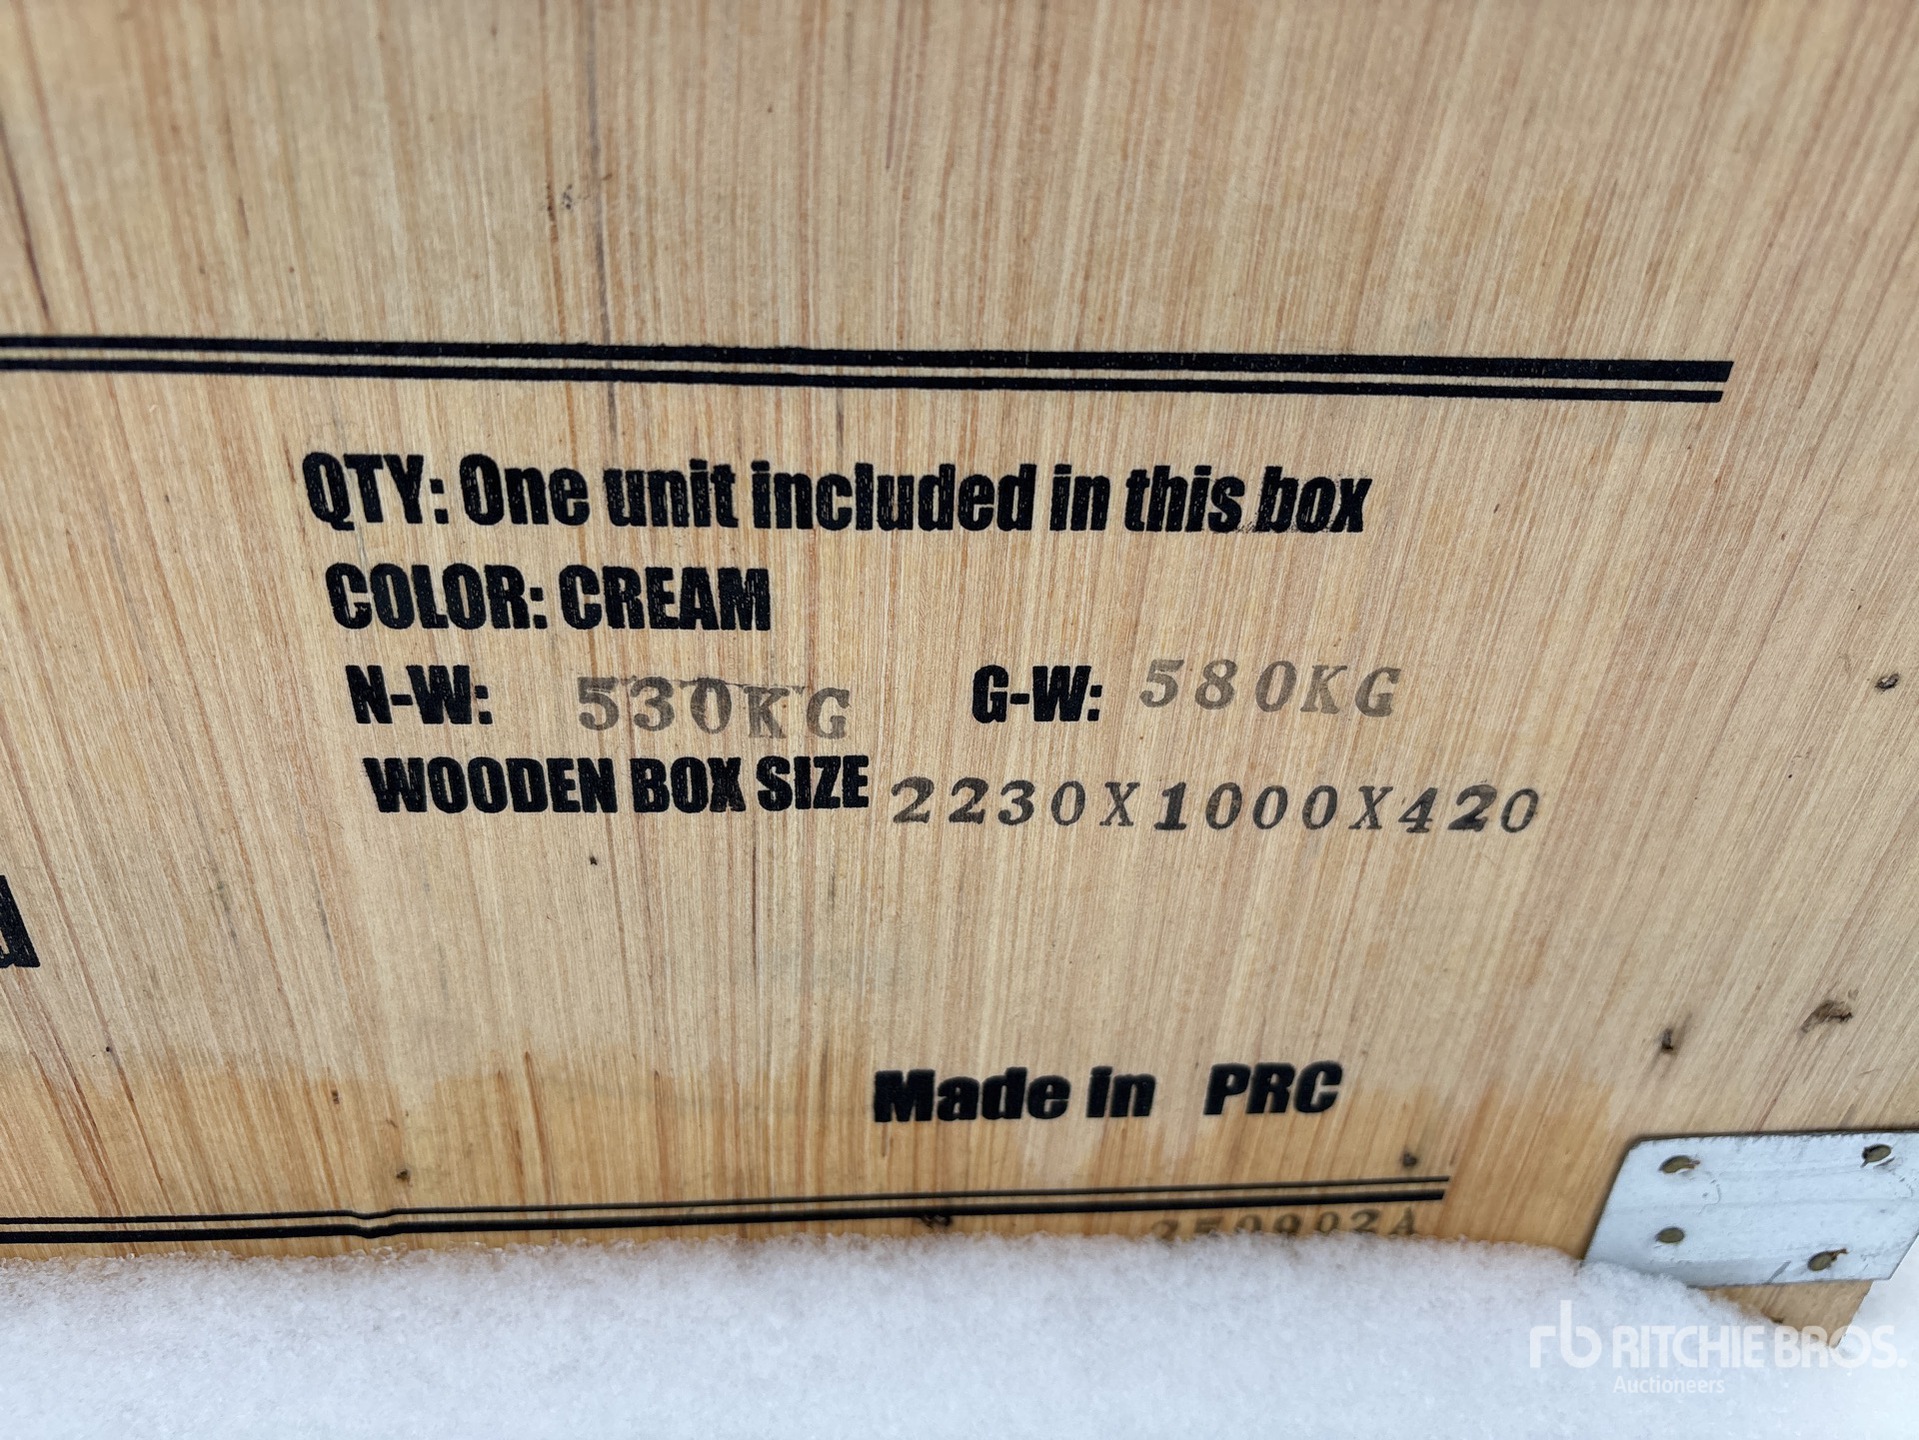 QTY: One unit included in this box
COLOR: CREAM
N-W: 530KG G-W: 580KG
WOODEN BOX SIZE 2230X1000X420
Made in PRC
rb RITCHIE BROS.
Auctioneers